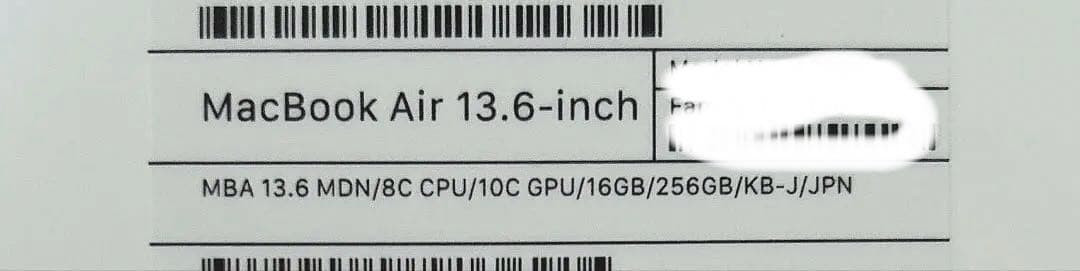 MacBook Air 13.6-inch
MBA 13.6 MDN/8C CPU/10C GPU/16GB/256GB/KB-J/JPN